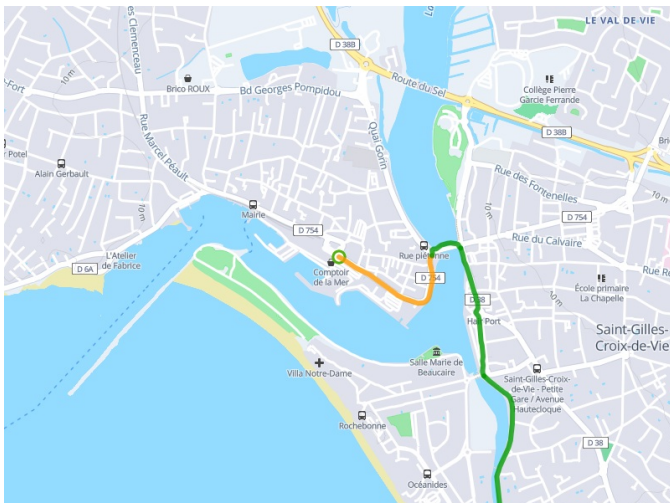 LE VAL DE VIE
D 38B
Route du Sel
Collège Pierre
Garcie Ferrande
D 38B
es Clemenceau
10 m
Brico ROUX
Bd Georges Pompidou
-Fort
Quai Gorin
Rue Marcel Péault
r Potel
Alain Gerbault
10 m
Mairie
D 754
Rue des Fontenelles
10 m
D 754
Rue du Calvaire
Rue piétonne
L'Atelier
de Fabrice
D 6A
Comptoir
de la Mer
D 754
D 38
École primaire
La Chapelle
10m
Saint-Gilles-
Croix-de-Vie
Salle Marie de
Beaucaire
Villa Notre-Dame
Saint-Gilles-Croix-
de-Vie - Petite
Gare / Avenue
Hautecloque
Rochebonne
D 38
Océanides